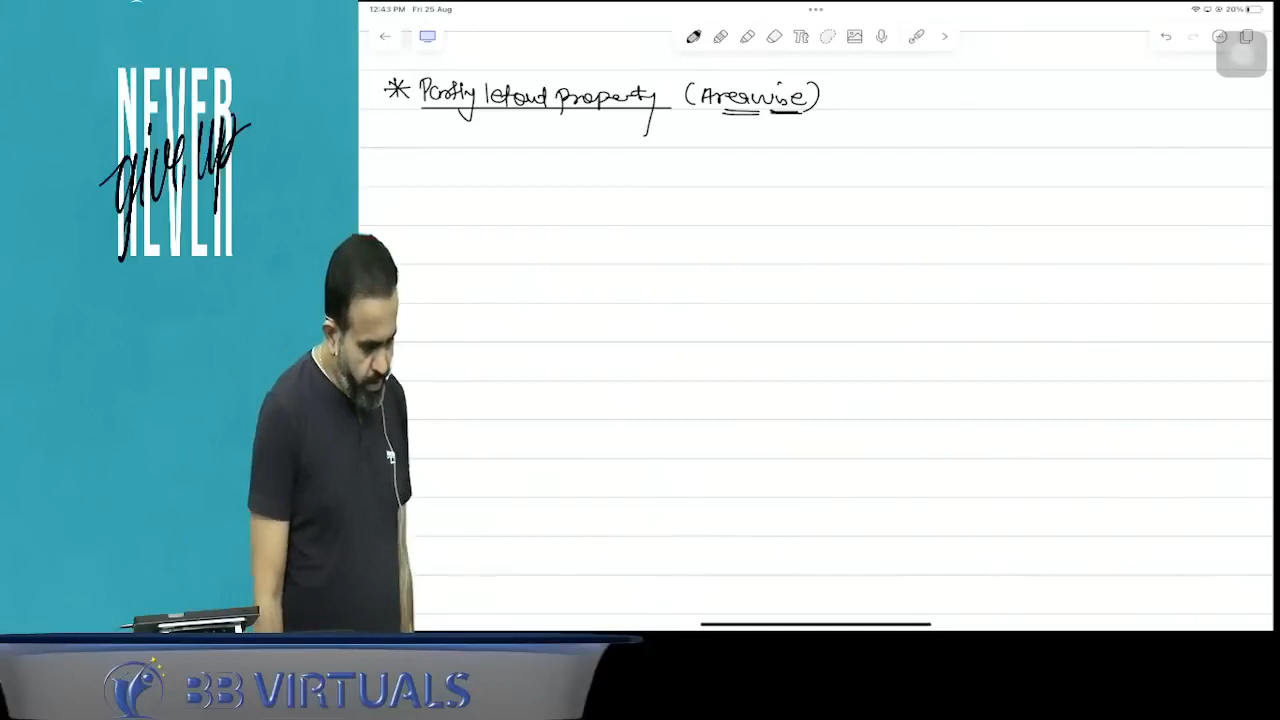 12:43 PM Fri 25 Aug
20%
NEVER
give up
NEVER
* Partly letout property (Areawise)
BB VIRTUALS